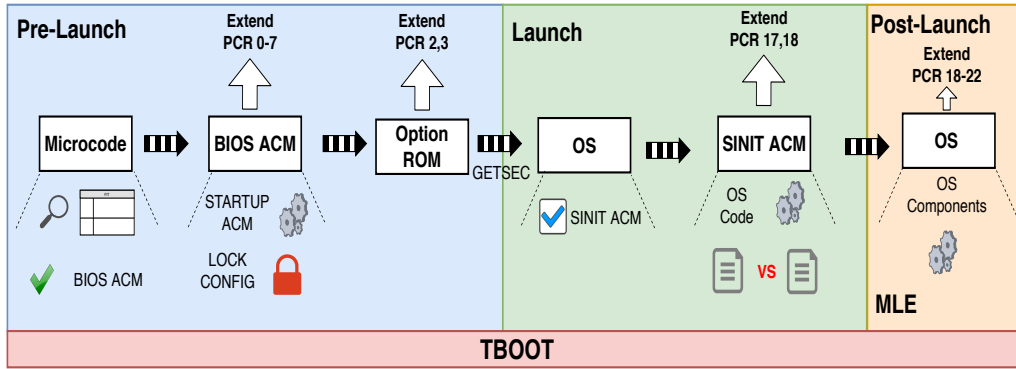 Pre-Launch
Extend
PCR 0-7
Extend
PCR 2,3
Microcode
BIOS ACM
Option
ROM
GETSEC
STARTUP
ACM
BIOS ACM
LOCK
CONFIG
Launch
Extend
PCR 17,18
OS
SINIT ACM
SINIT ACM
OS
Code
VS
Post-Launch
Extend
PCR 18-22
OS
OS
Components
MLE
TBOOT